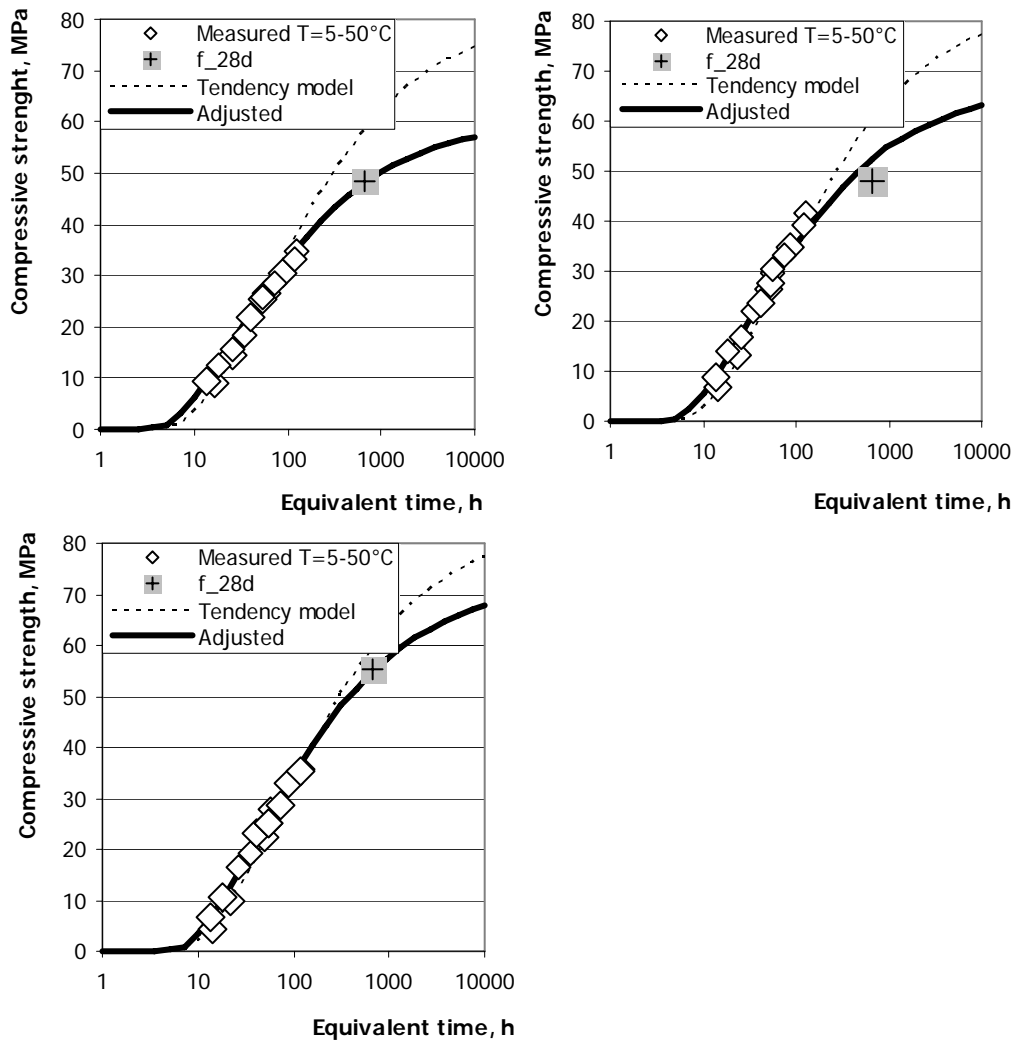 Compressive strenght, MPa
80
70
60
50
40
30
20
10
0
Measured T=5-50°C
f_28d
Tendency model
Adjusted
1
10
100
1000
10000
Equivalent time, h
Compressive strength, MPa
80
70
60
50
40
30
20
10
0
Measured T=5-50°C
f_28d
Tendency model
Adjusted
1
10
100
1000
10000
Equivalent time, h
Compressive strength, MPa
80
70
60
50
40
30
20
10
0
Measured T=5-50°C
f_28d
Tendency model
Adjusted
1
10
100
1000
10000
Equivalent time, h